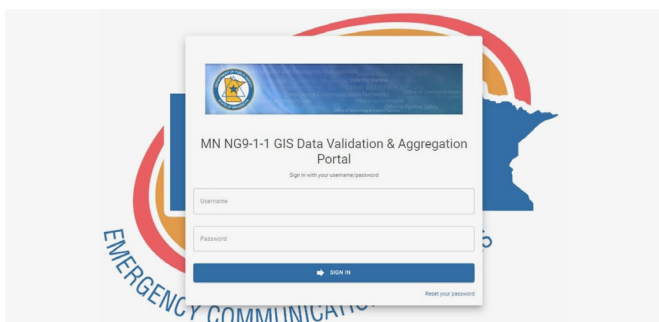 MN NG9-1-1 GIS Data Validation & Aggregation
Portal
Sign in with your username/password
Username
Password
SIGN IN
Reset your password
EMERGENCY COMMUNICATIO
S